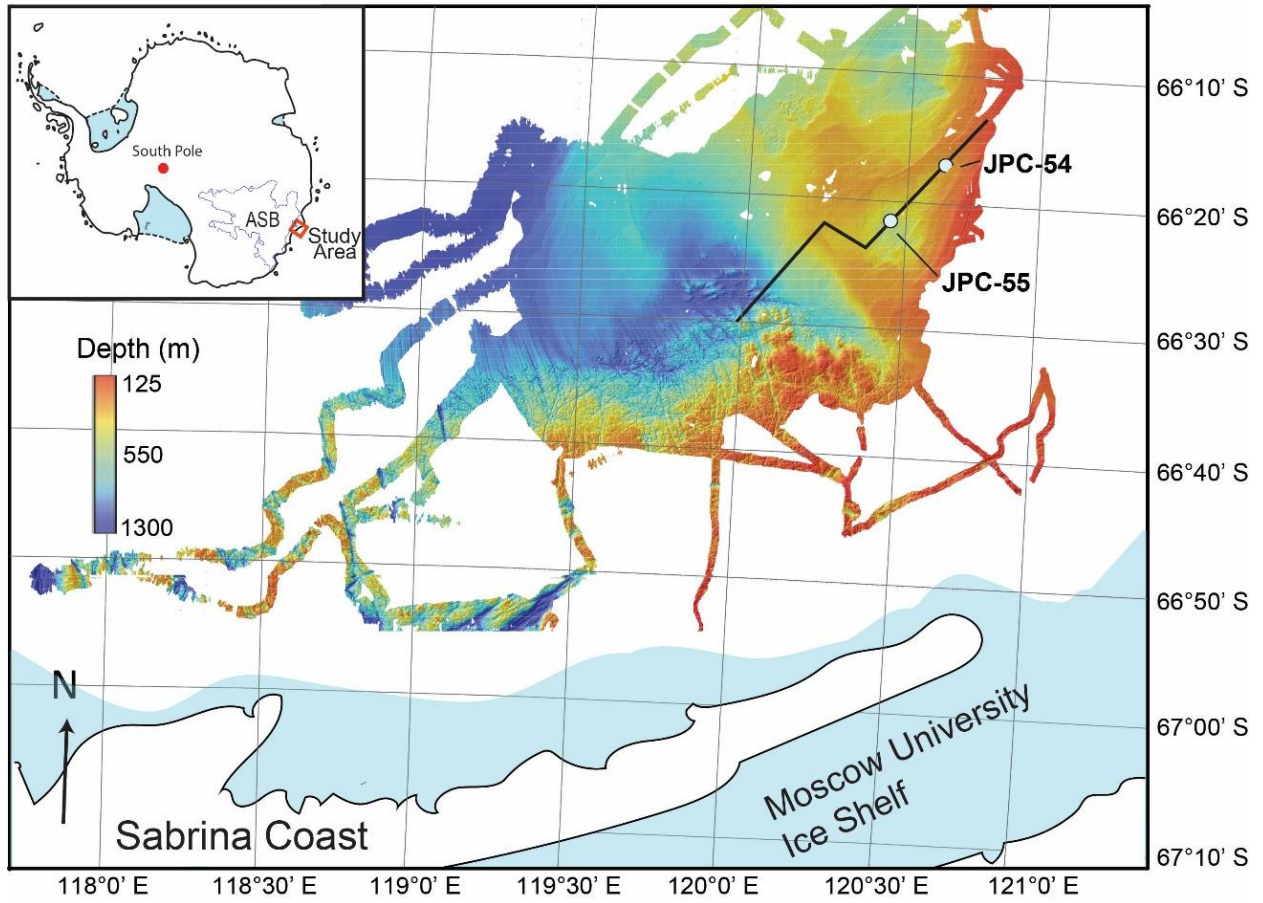 South Pole
ASB
Study
Area
66°10' S
JPC-54
66°20' S
JPC-55
66°30' S
Depth (m)
125
550
1300
66°40' S
66°50' S
N
67°00' S
Moscow University
Ice Shelf
Sabrina Coast
67°10' S
118°0' E
118°30' E
119°0' E
119°30' E
120°0' E
120°30' E
121°0' E